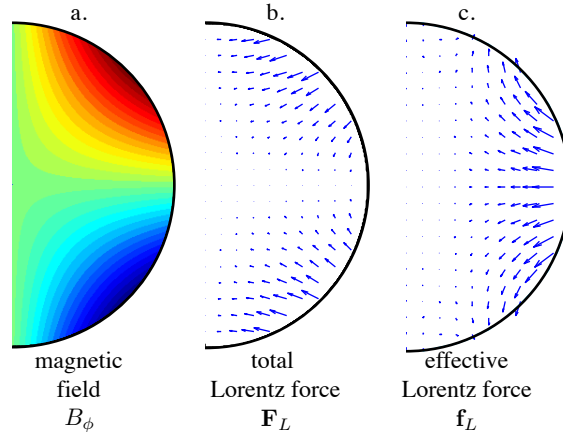 a. b. c.
magnetic total effective
field Lorentz force Lorentz force
B_ϕ F_L f_L